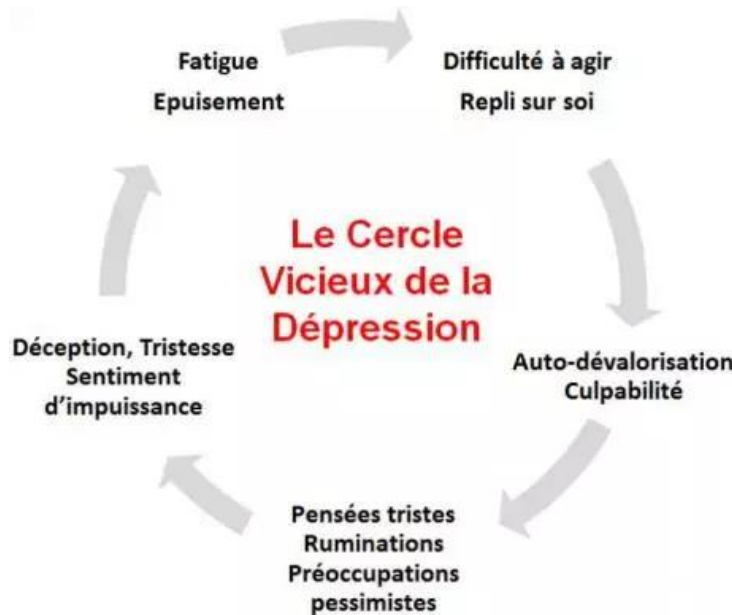 Fatigue
Epuisement
Difficulté à agir
Repli sur soi
Le Cercle
Vicieux de la
Dépression
Auto-dévalorisation
Culpabilité
Pensées tristes
Ruminations
Préoccupations
pessimistes
Déception, Tristesse
Sentiment
d'impuissance